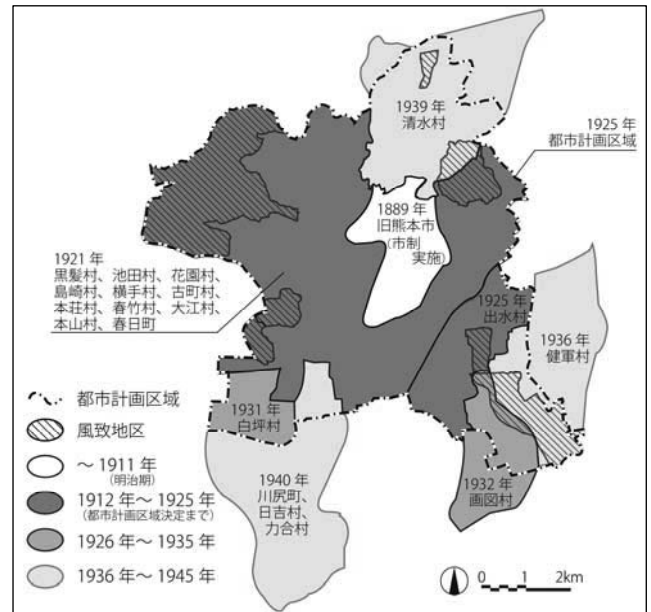 1939 年
清水村
1925 年
都市計画区域
1889 年
旧熊本市
(市制
実施)
1921 年
黒髪村、池田村、花園村、
島崎村、横手村、古町村、
本荘村、春竹村、大江村、
本山村、春日町
1925 年
出水村
1936 年
健軍村
1931 年
白坪村
1932 年
画図村
1940 年
川尻町、
日吉村、
力合村
都市計画区域
風致地区
～ 1911 年
(明治期)
1912 年～ 1925 年
(都市計画区域決定まで)
1926 年～ 1935 年
1936 年～ 1945 年
0 1 2km